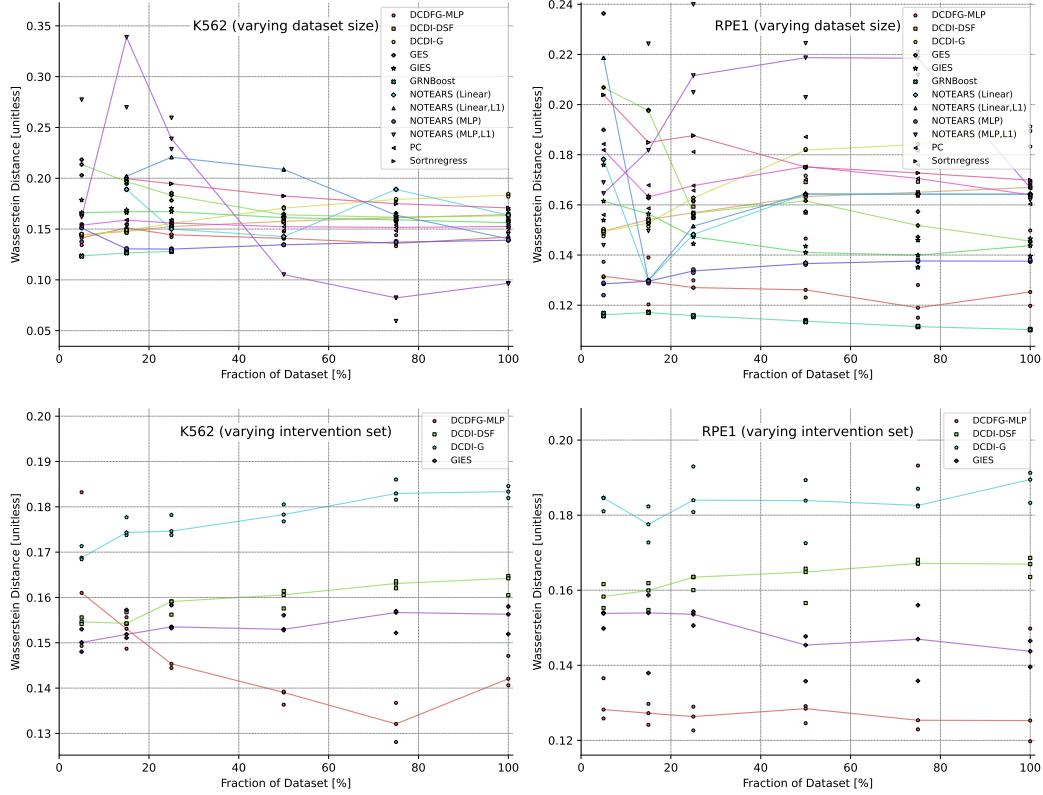 K562 (varying dataset size)
DCDFG-MLP
DCDI-DSF
DCDI-G
GES
GIES
GRNBoost
NOTEARS (Linear)
NOTEARS (Linear,L1)
NOTEARS (MLP)
NOTEARS (MLP,L1)
PC
Sortnregress
Wasserstein Distance [unitless]
0.35
0.30
0.25
0.20
0.15
0.10
0.05
0
20
40
60
80
100
Fraction of Dataset [%]
RPE1 (varying dataset size)
DCDFG-MLP
DCDI-DSF
DCDI-G
GES
GIES
GRNBoost
NOTEARS (Linear)
NOTEARS (Linear,L1)
NOTEARS (MLP)
NOTEARS (MLP,L1)
PC
Sortnregress
Wasserstein Distance [unitless]
0.24
0.22
0.20
0.18
0.16
0.14
0.12
0
20
40
60
80
100
Fraction of Dataset [%]
K562 (varying intervention set)
DCDFG-MLP
DCDI-DSF
DCDI-G
GIES
Wasserstein Distance [unitless]
0.20
0.19
0.18
0.17
0.16
0.15
0.14
0.13
0
20
40
60
80
100
Fraction of Dataset [%]
RPE1 (varying intervention set)
DCDFG-MLP
DCDI-DSF
DCDI-G
GIES
Wasserstein Distance [unitless]
0.20
0.18
0.16
0.14
0.12
0
20
40
60
80
100
Fraction of Dataset [%]